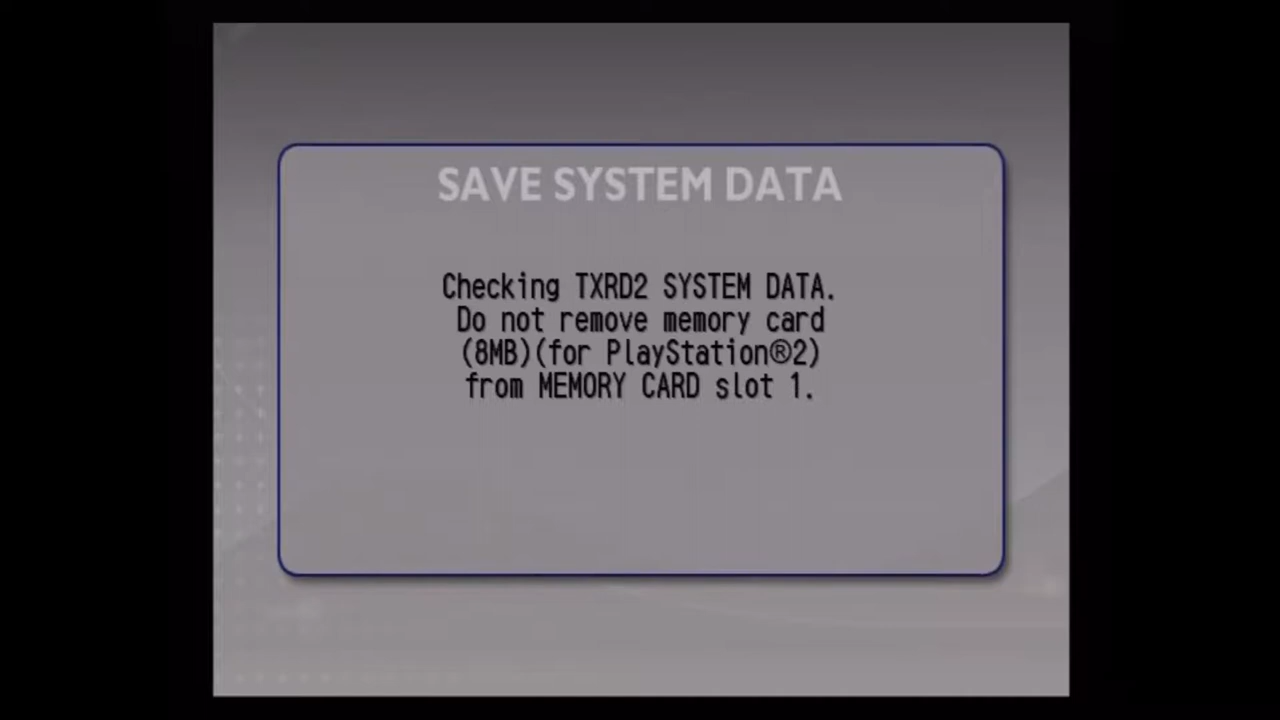 SAVE SYSTEM DATA
Checking TXRD2 SYSTEM DATA.
Do not remove memory card
(8MB)(for PlayStation®2)
from MEMORY CARD slot 1.